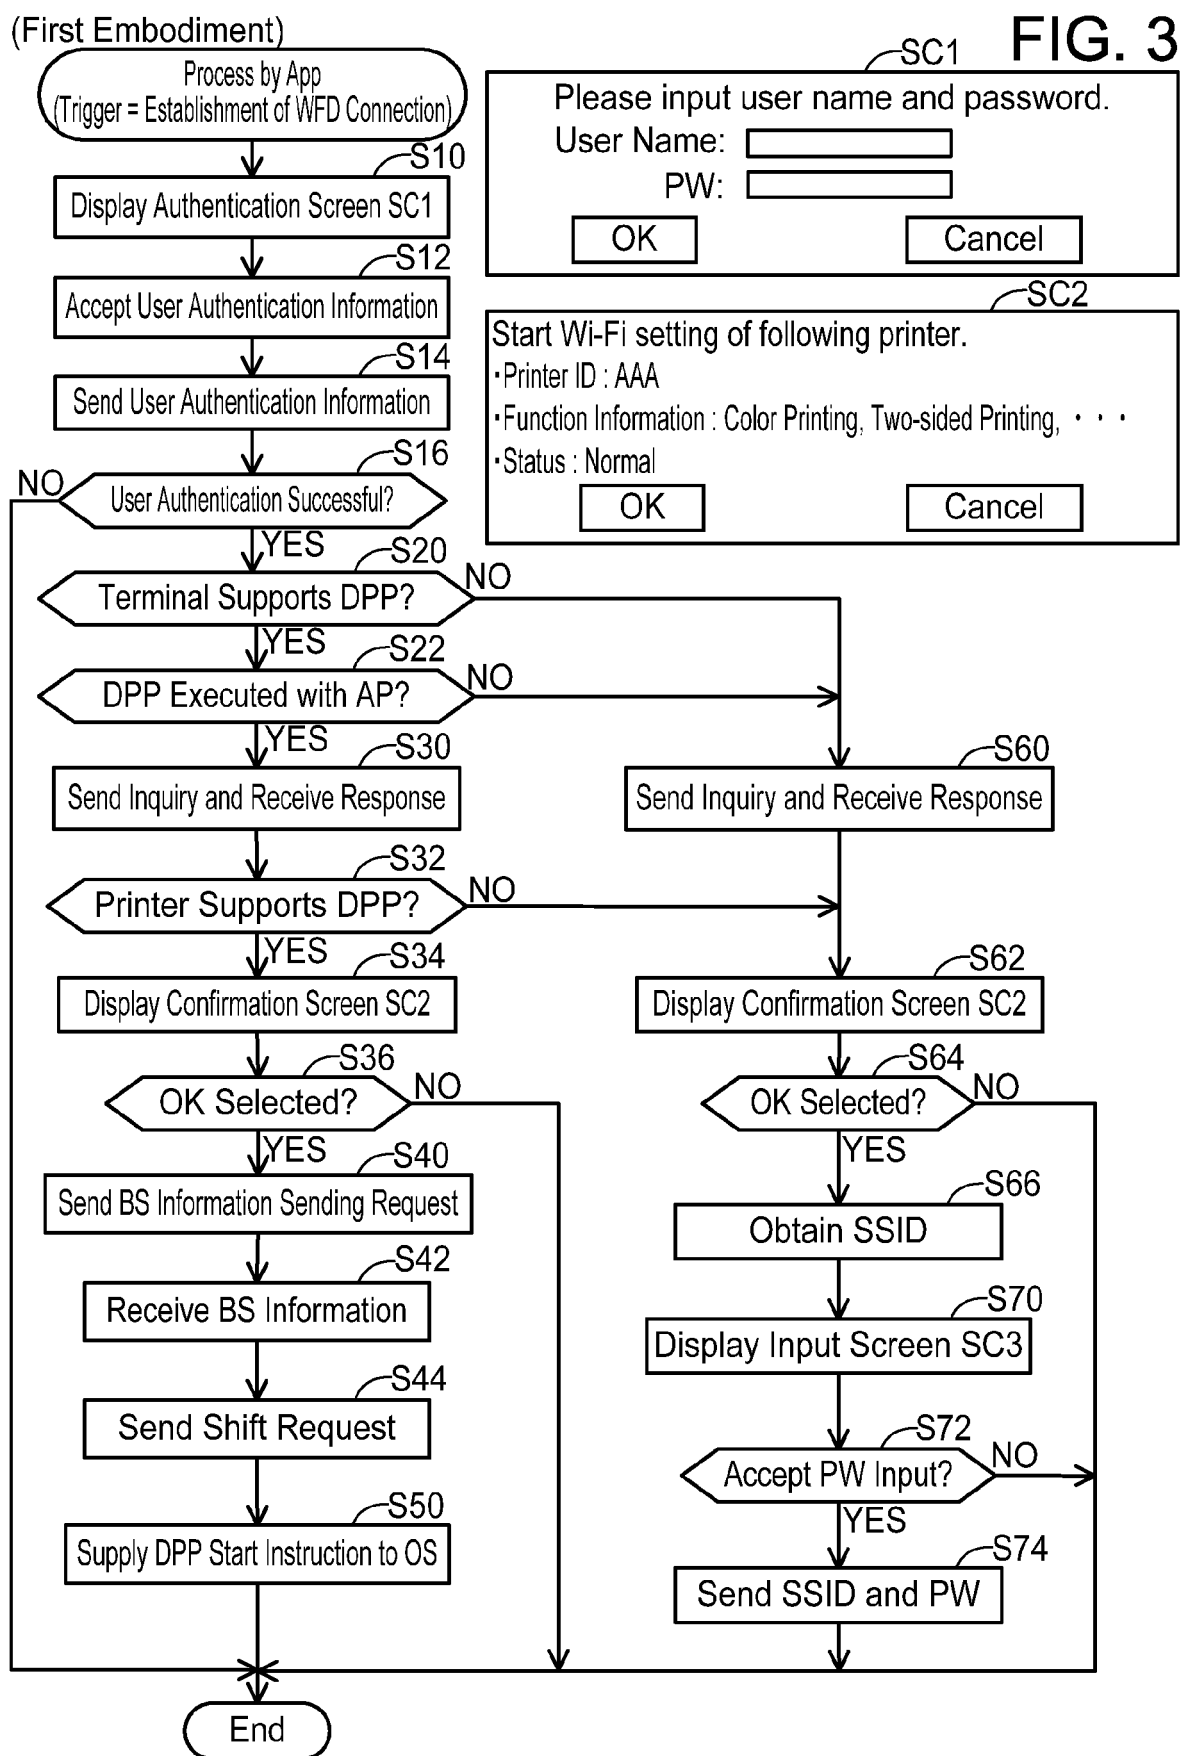 (First Embodiment)
FIG. 3
Process by App
(Trigger = Establishment of WFD Connection)
S10
Display Authentication Screen SC1
S12
Accept User Authentication Information
S14
Send User Authentication Information
S16
User Authentication Successful?
NO
YES
S20
Terminal Supports DPP?
NO
YES
S22
DPP Executed with AP?
NO
YES
S30
Send Inquiry and Receive Response
S32
Printer Supports DPP?
NO
YES
S34
Display Confirmation Screen SC2
S36
OK Selected?
NO
YES
S40
Send BS Information Sending Request
S42
Receive BS Information
S44
Send Shift Request
S50
Supply DPP Start Instruction to OS
End
SC1
Please input user name and password.
User Name:
PW:
OK Cancel
SC2
Start Wi-Fi setting of following printer.
・Printer ID : AAA
・Function Information : Color Printing, Two-sided Printing, ・・・
・Status : Normal
OK Cancel
S60
Send Inquiry and Receive Response
S62
Display Confirmation Screen SC2
S64
OK Selected?
NO
YES
S66
Obtain SSID
S70
Display Input Screen SC3
S72
Accept PW Input?
NO
YES
S74
Send SSID and PW